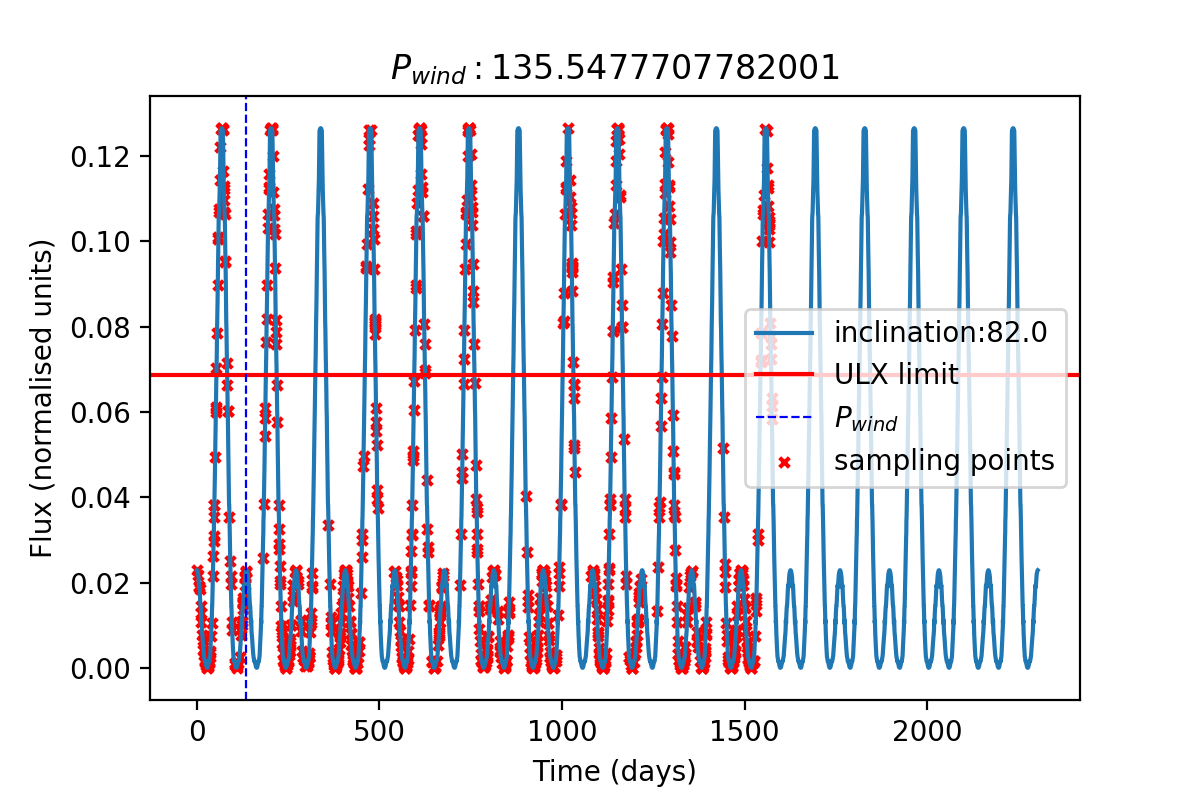 P_wind : 135.5477707782001
Flux (normalised units)
0.12
0.10
0.08
0.06
0.04
0.02
0.00
inclination:82.0
ULX limit
P_wind
sampling points
0 500 1000 1500 2000
Time (days)